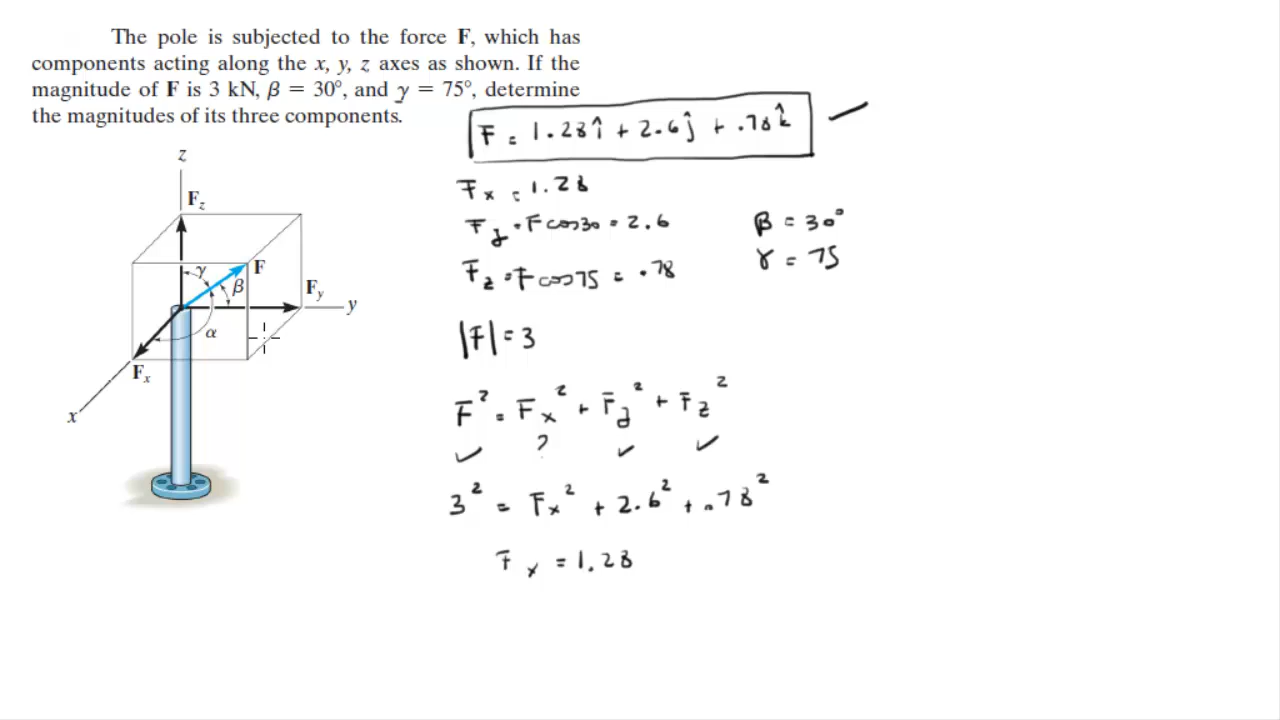 The pole is subjected to the force F, which has
components acting along the x, y, z axes as shown. If the
magnitude of F is 3 kN, β = 30°, and γ = 75°, determine
the magnitudes of its three components.
F = 1.28î + 2.6ĵ + .78k̂
Fx = 1.28
Fy = F cos30 = 2.6
β = 30°
Fz = F cos75 = .78
γ = 75
|F| = 3
F² = Fx² + Fy² + Fz²
?
3² = Fx² + 2.6² + .78²
Fx = 1.28
z
Fz
γ
F
β
Fy
y
α
Fx
x